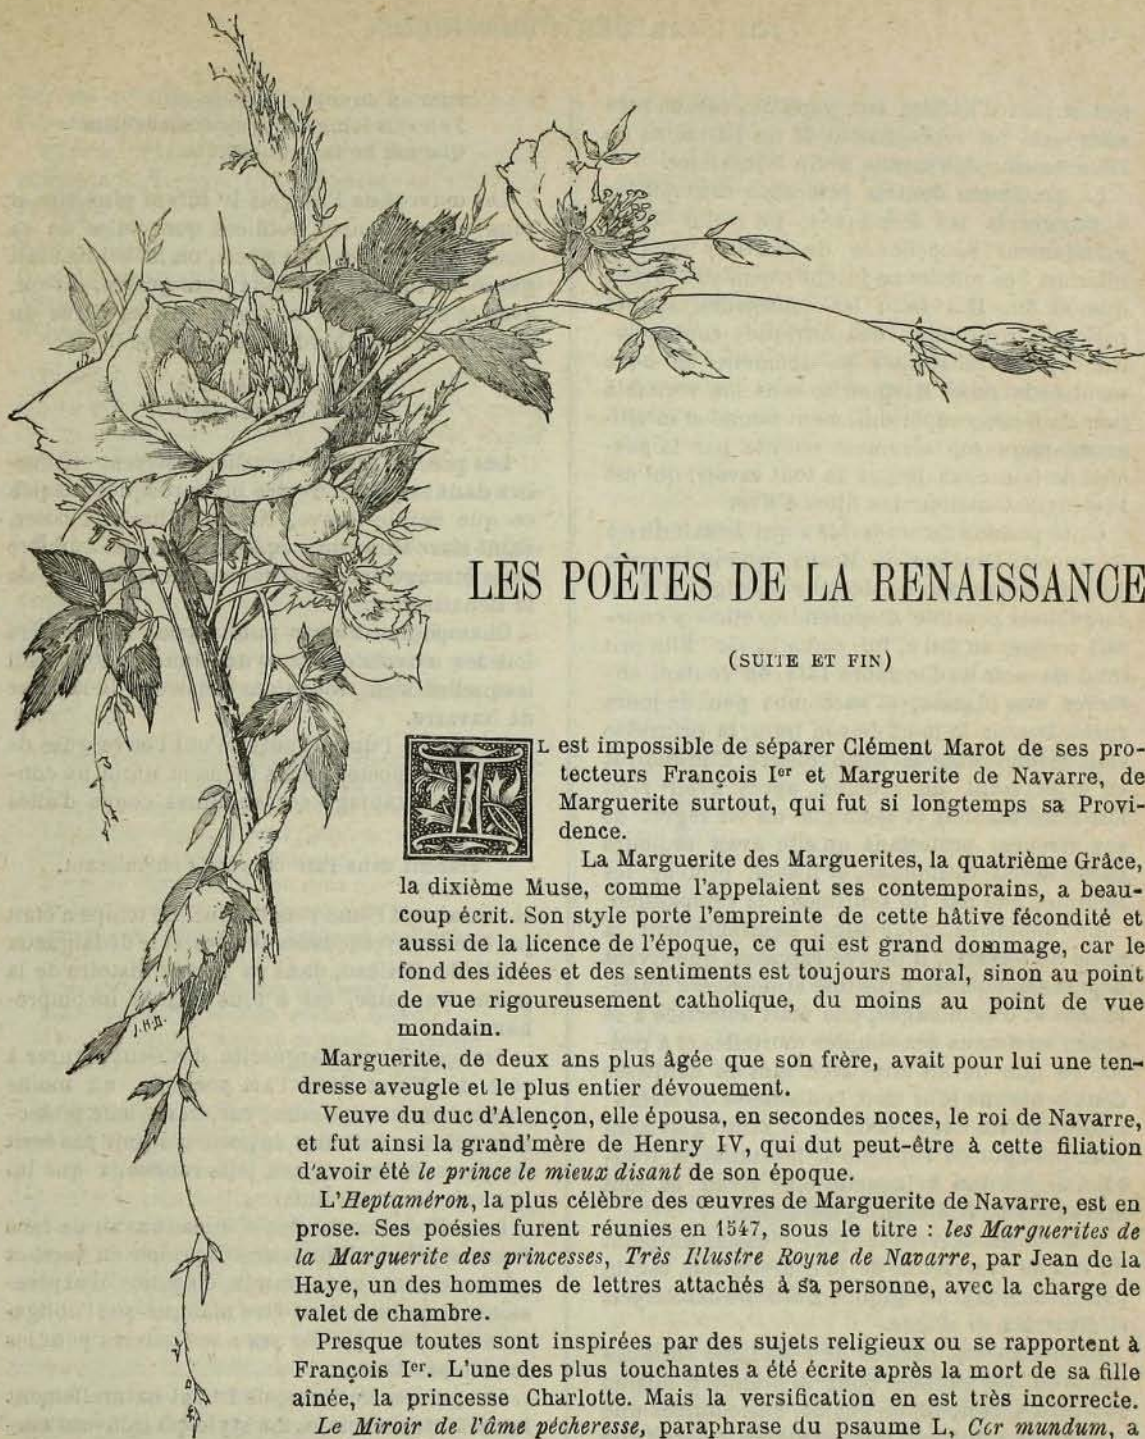 LES POÈTES DE LA RENAISSANCE
(SUITE ET FIN)
IL est impossible de séparer Clément Marot de ses pro-
tecteurs François Ier et Marguerite de Navarre, de
Marguerite surtout, qui fut si longtemps sa Provi-
dence.
La Marguerite des Marguerites, la quatrième Grâce,
la dixième Muse, comme l'appelaient ses contemporains, a beau-
coup écrit. Son style porte l'empreinte de cette hâtive fécondité et
aussi de la licence de l'époque, ce qui est grand dommage, car le
fond des idées et des sentiments est toujours moral, sinon au point
de vue rigoureusement catholique, du moins au point de vue
mondain.
J.H.D.
Marguerite, de deux ans plus âgée que son frère, avait pour lui une ten-
dresse aveugle et le plus entier dévouement.
Veuve du duc d'Alençon, elle épousa, en secondes noces, le roi de Navarre,
et fut ainsi la grand'mère de Henry IV, qui dut peut-être à cette filiation
d'avoir été le prince le mieux disant de son époque.
L'Heptaméron, la plus célèbre des œuvres de Marguerite de Navarre, est en
prose. Ses poésies furent réunies en 1547, sous le titre : les Marguerites de
la Marguerite des princesses, Très Illustre Royne de Navarre, par Jean de la
Haye, un des hommes de lettres attachés à sa personne, avec la charge de
valet de chambre.
Presque toutes sont inspirées par des sujets religieux ou se rapportent à
François Ier. L'une des plus touchantes a été écrite après la mort de sa fille
aînée, la princesse Charlotte. Mais la versification en est très incorrecte.
Le Miroir de l'âme pécheresse, paraphrase du psaume L, Cor mundum, a